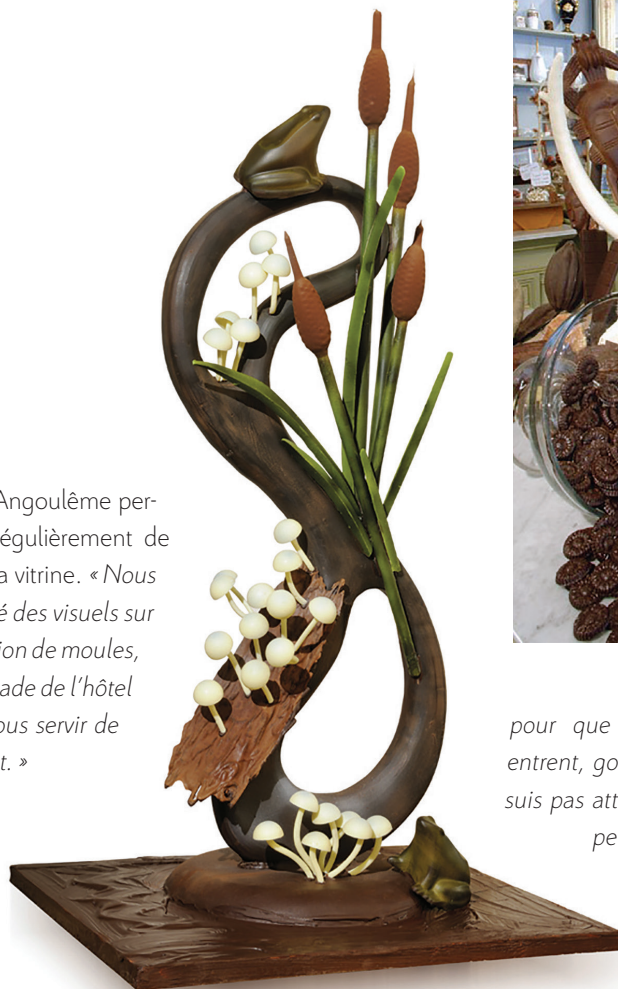 Angoulême per-
égulièrement de
a vitrine. « Nous
é des visuels sur
ion de moules,
ade de l’hôtel
ous servir de
t. »
pour que
entrent, go
suis pas att
pe